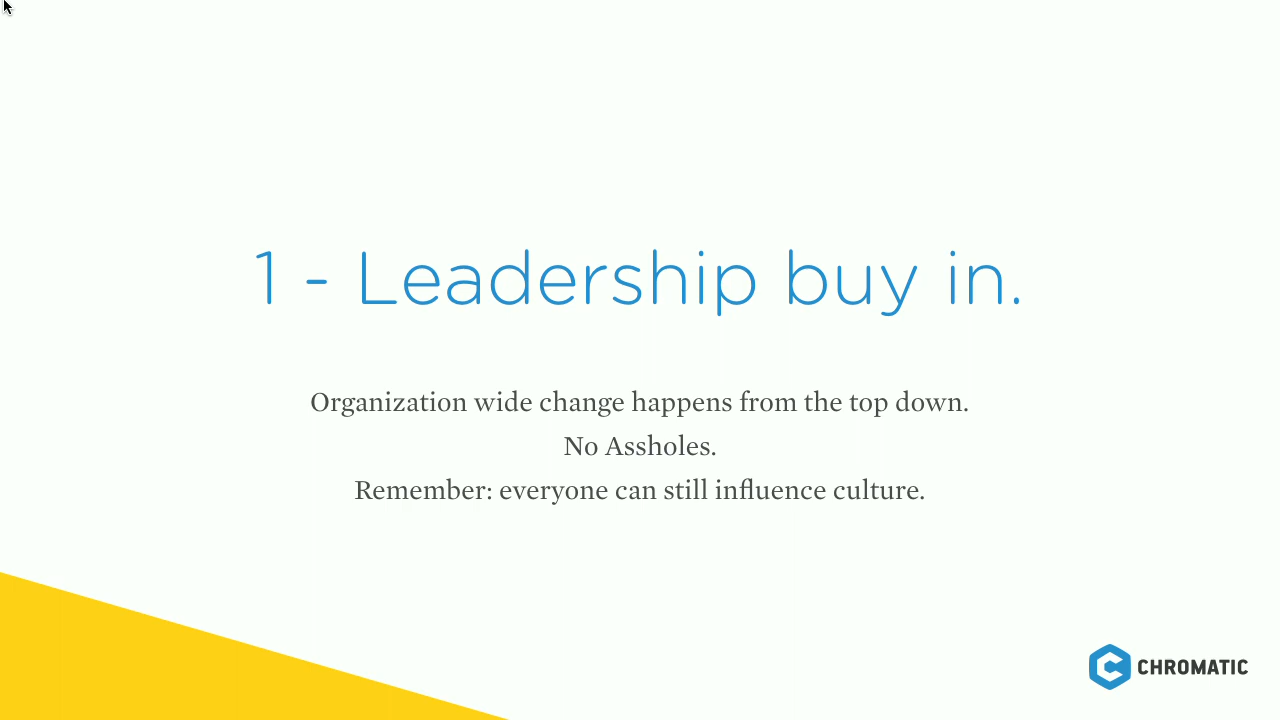 1 - Leadership buy in.
Organization wide change happens from the top down.
No Assholes.
Remember: everyone can still influence culture.
CHROMATIC